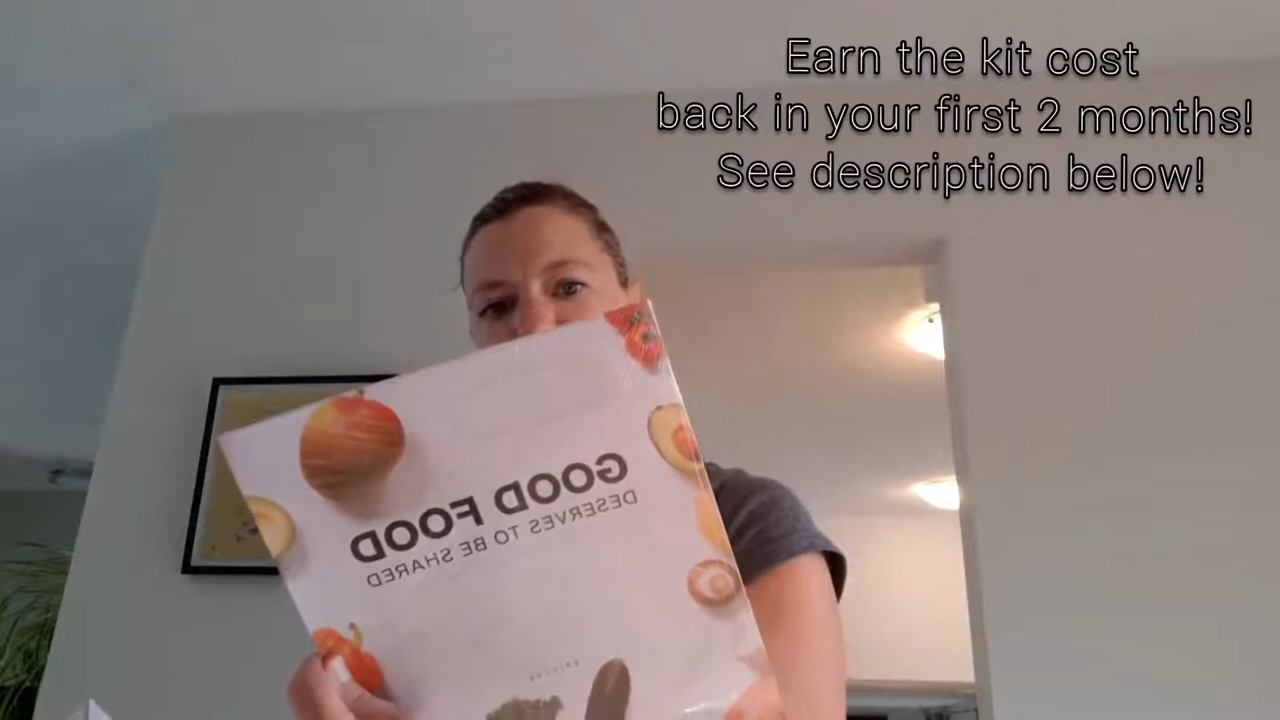 Earn the kit cost
back in your first 2 months!
See description below!
GOOD FOOD
DESERVES TO BE SHARED